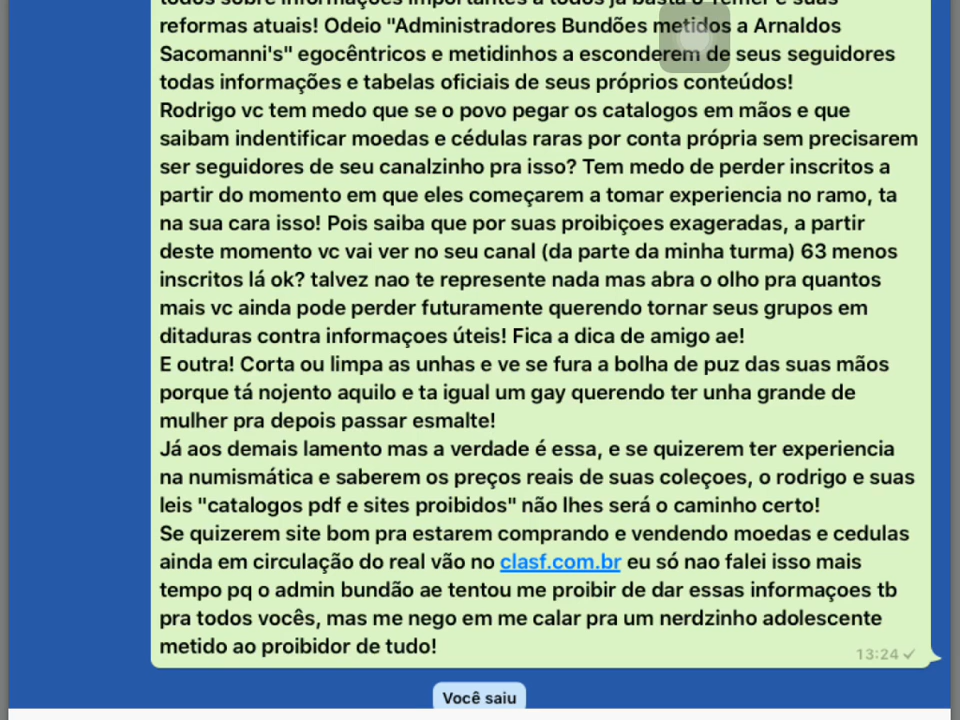 todos sobre informações importantes a todos já basta o Temer e suas
reformas atuais! Odeio "Administradores Bundões metidos a Arnaldos
Sacomanni's" egocêntricos e metidinhos a esconderem de seus seguidores
todas informações e tabelas oficiais de seus próprios conteúdos!
Rodrigo vc tem medo que se o povo pegar os catalogos em mãos e que
saibam indentificar moedas e cédulas raras por conta própria sem precisarem
ser seguidores de seu canalzinho pra isso? Tem medo de perder inscritos a
partir do momento em que eles começarem a tomar experiencia no ramo, ta
na sua cara isso! Pois saiba que por suas proibiçoes exageradas, a partir
deste momento vc vai ver no seu canal (da parte da minha turma) 63 menos
inscritos lá ok? talvez nao te represente nada mas abra o olho pra quantos
mais vc ainda pode perder futuramente querendo tornar seus grupos em
ditaduras contra informaçoes úteis! Fica a dica de amigo ae!
E outra! Corta ou limpa as unhas e ve se fura a bolha de puz das suas mãos
porque tá nojento aquilo e ta igual um gay querendo ter unha grande de
mulher pra depois passar esmalte!
Já aos demais lamento mas a verdade é essa, e se quizerem ter experiencia
na numismática e saberem os preços reais de suas coleçoes, o rodrigo e suas
leis "catalogos pdf e sites proibidos" não lhes será o caminho certo!
Se quizerem site bom pra estarem comprando e vendendo moedas e cedulas
ainda em circulação do real vão no clasf.com.br eu só nao falei isso mais
tempo pq o admin bundão ae tentou me proibir de dar essas informaçoes tb
pra todos vocês, mas me nego em me calar pra um nerdzinho adolescente
metido ao proibidor de tudo!
13:24
Você saiu